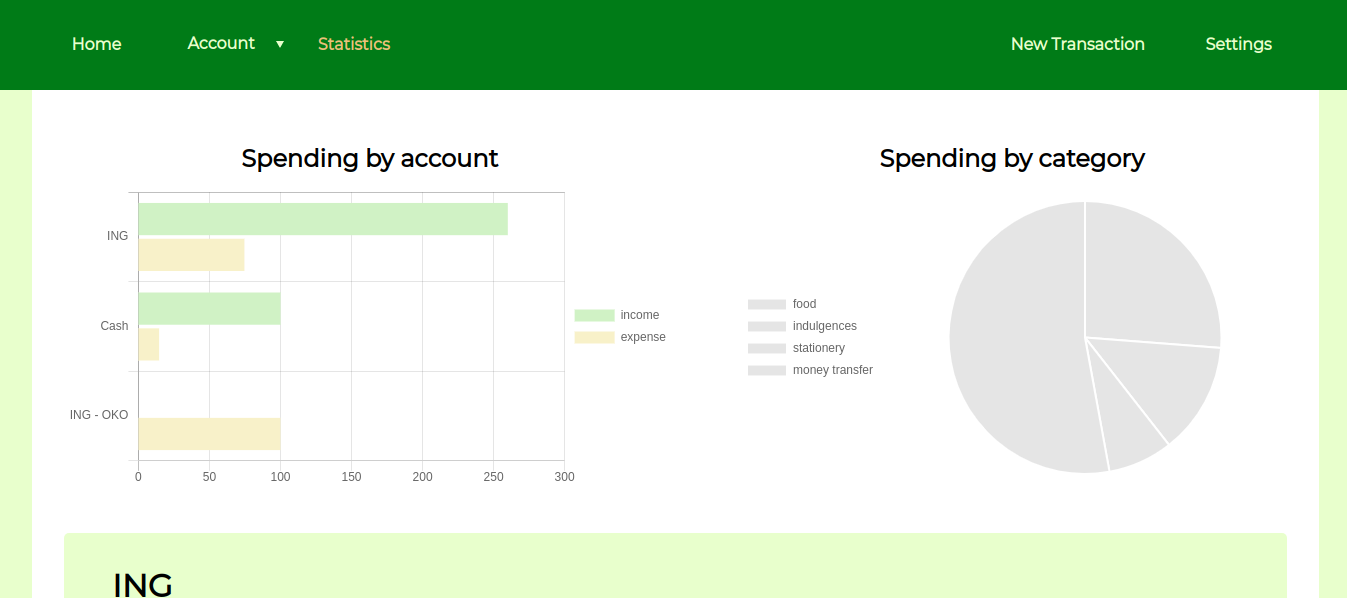 Home Account ▼ Statistics New Transaction Settings
Spending by account
ING
Cash
ING - OKO
0 50 100 150 200 250 300
income
expense
Spending by category
food
indulgences
stationery
money transfer
ING